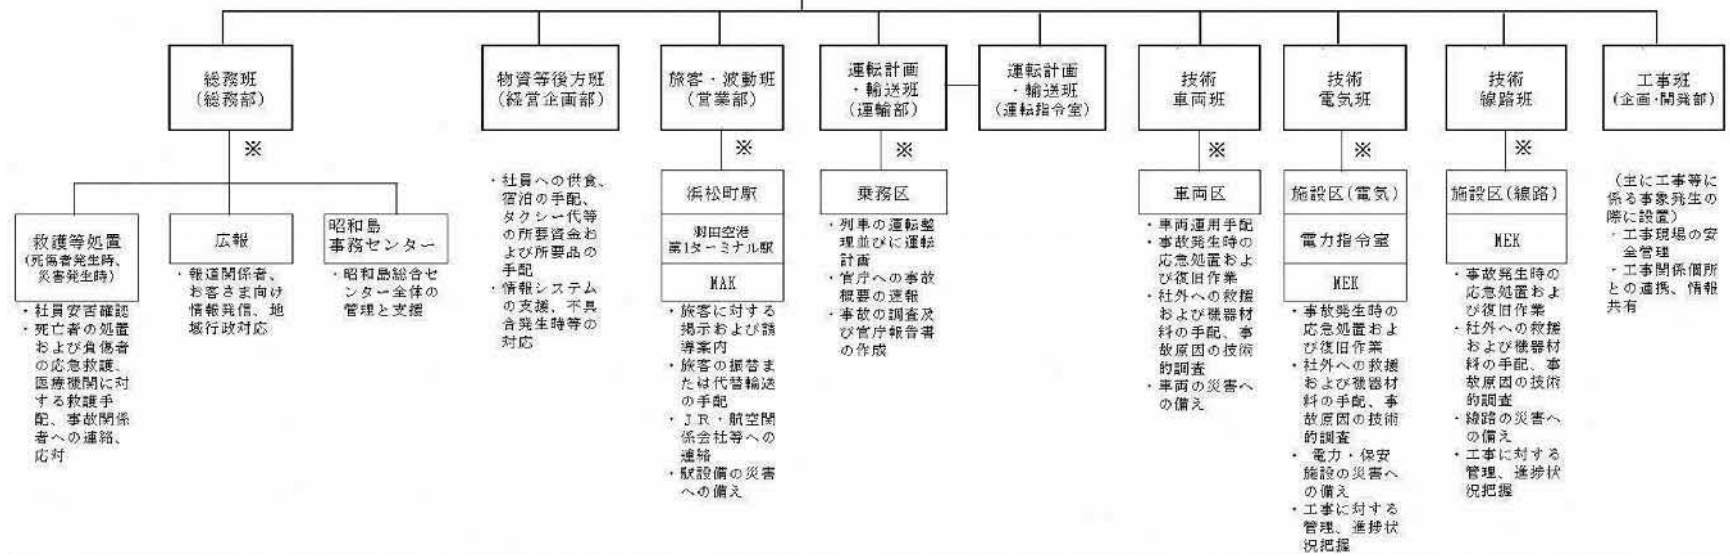 総務班
(総務部)
※
救護等処置
(死傷者発生時、
災害発生時)
・社員安否確認
・死亡者の処置
および負傷者
の応急救護、
医療機関に対
する救護手
配、事故関係
者への連絡、
応対
広報
・報道関係者、
お客さま向け
情報発信、地
域行政対応
昭和島
事務センター
・昭和島総合セ
ンター全体の
管理と支援
物資等後方班
(経営企画部)
・社員への供食、
宿泊の手配、
タクシー代等
の所要資金お
よび所要品の
手配
・情報システム
の支援、不具
合発生時等の
対応
旅客・波動班
(営業部)
※
浜松町駅
羽田空港
第1ターミナル駅
MAK
・旅客に対する
掲示および誘
導案内
・旅客の振替ま
たは代替輸送
の手配
・JR・航空関
係会社等への
連絡
・駅設備の災害
への備え
運転計画
・輸送班
(運輸部)
※
乗務区
・列車の運転整
理並びに運転
計画
・官庁への事故
概要の速報
・事故の調査及
び官庁報告書
の作成
運転計画
・輸送班
(運転指令室)
技術
車両班
※
車両区
・車両運用手配
・事故発生時の
応急処置およ
び復旧作業
・社外への救援
および機器材
料の手配、事
故原因の技術
的調査
・車両の災害へ
の備え
技術
電気班
※
施設区(電気)
電力指令室
MEK
・事故発生時の
応急処置およ
び復旧作業
・社外への救援
および機器材
料の手配、事
故原因の技術
的調査
・電力・保安
施設の災害へ
の備え
・工事に対する
管理、進捗状
況把握
技術
線路班
※
施設区(線路)
MEK
・事故発生時の
応急処置およ
び復旧作業
・社外への救援
および機器材
料の手配、事
故原因の技術
的調査
・線路の災害へ
の備え
・工事に対する
管理、進捗状
況把握
工事班
(企画・開発部)
(主に工事等に
係る事象発生の
際に設置)
・工事現場の安
全管理
・工事関係個所
との連携、情報
共有